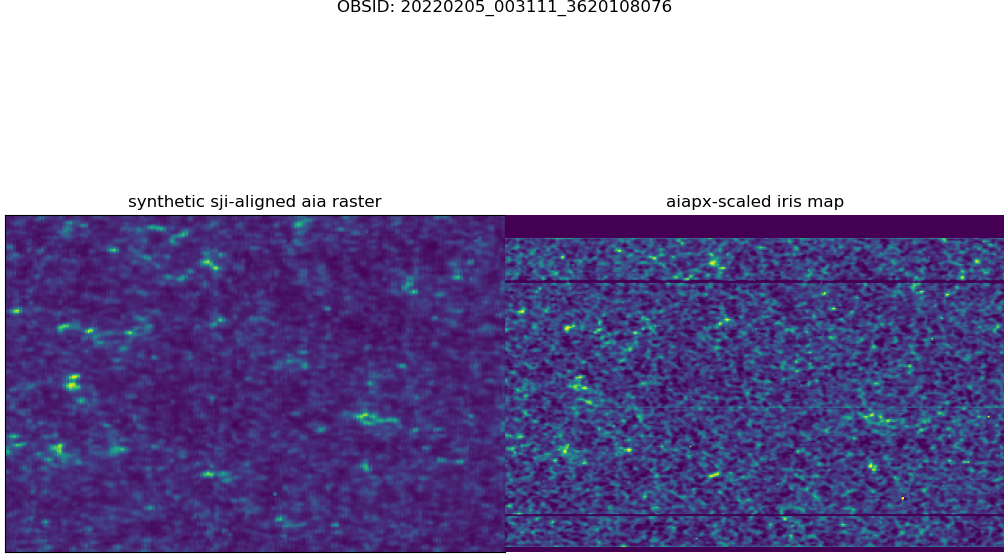 OBSID: 20220205_003111_3620108076
synthetic sji-aligned aia raster
aiapx-scaled iris map